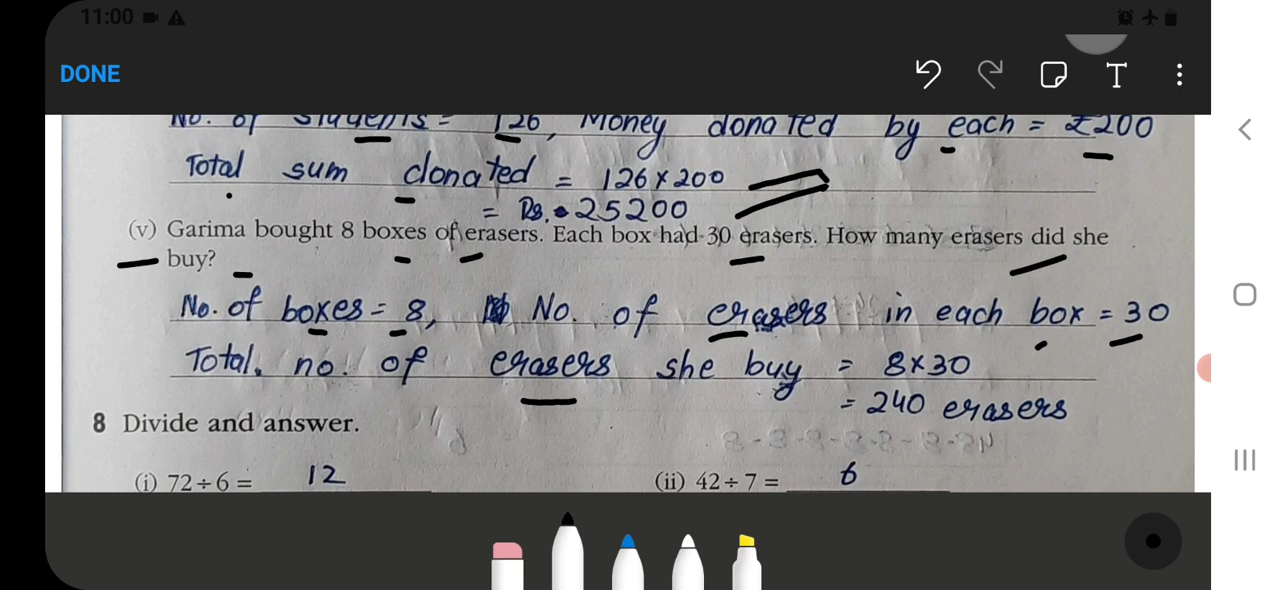 11:00
DONE
T
No. of Students = 126, Money donated by each = ₹200
Total sum donated = 126 x 200
= Rs. 25200
(v) Garima bought 8 boxes of erasers. Each box had 30 erasers. How many erasers did she
buy?
No. of boxes = 8, No. of erasers in each box = 30
Total no. of erasers she buy = 8x30
= 240 erasers
8 Divide and answer.
(i) 72 ÷ 6 = 12 (ii) 42 ÷ 7 = 6